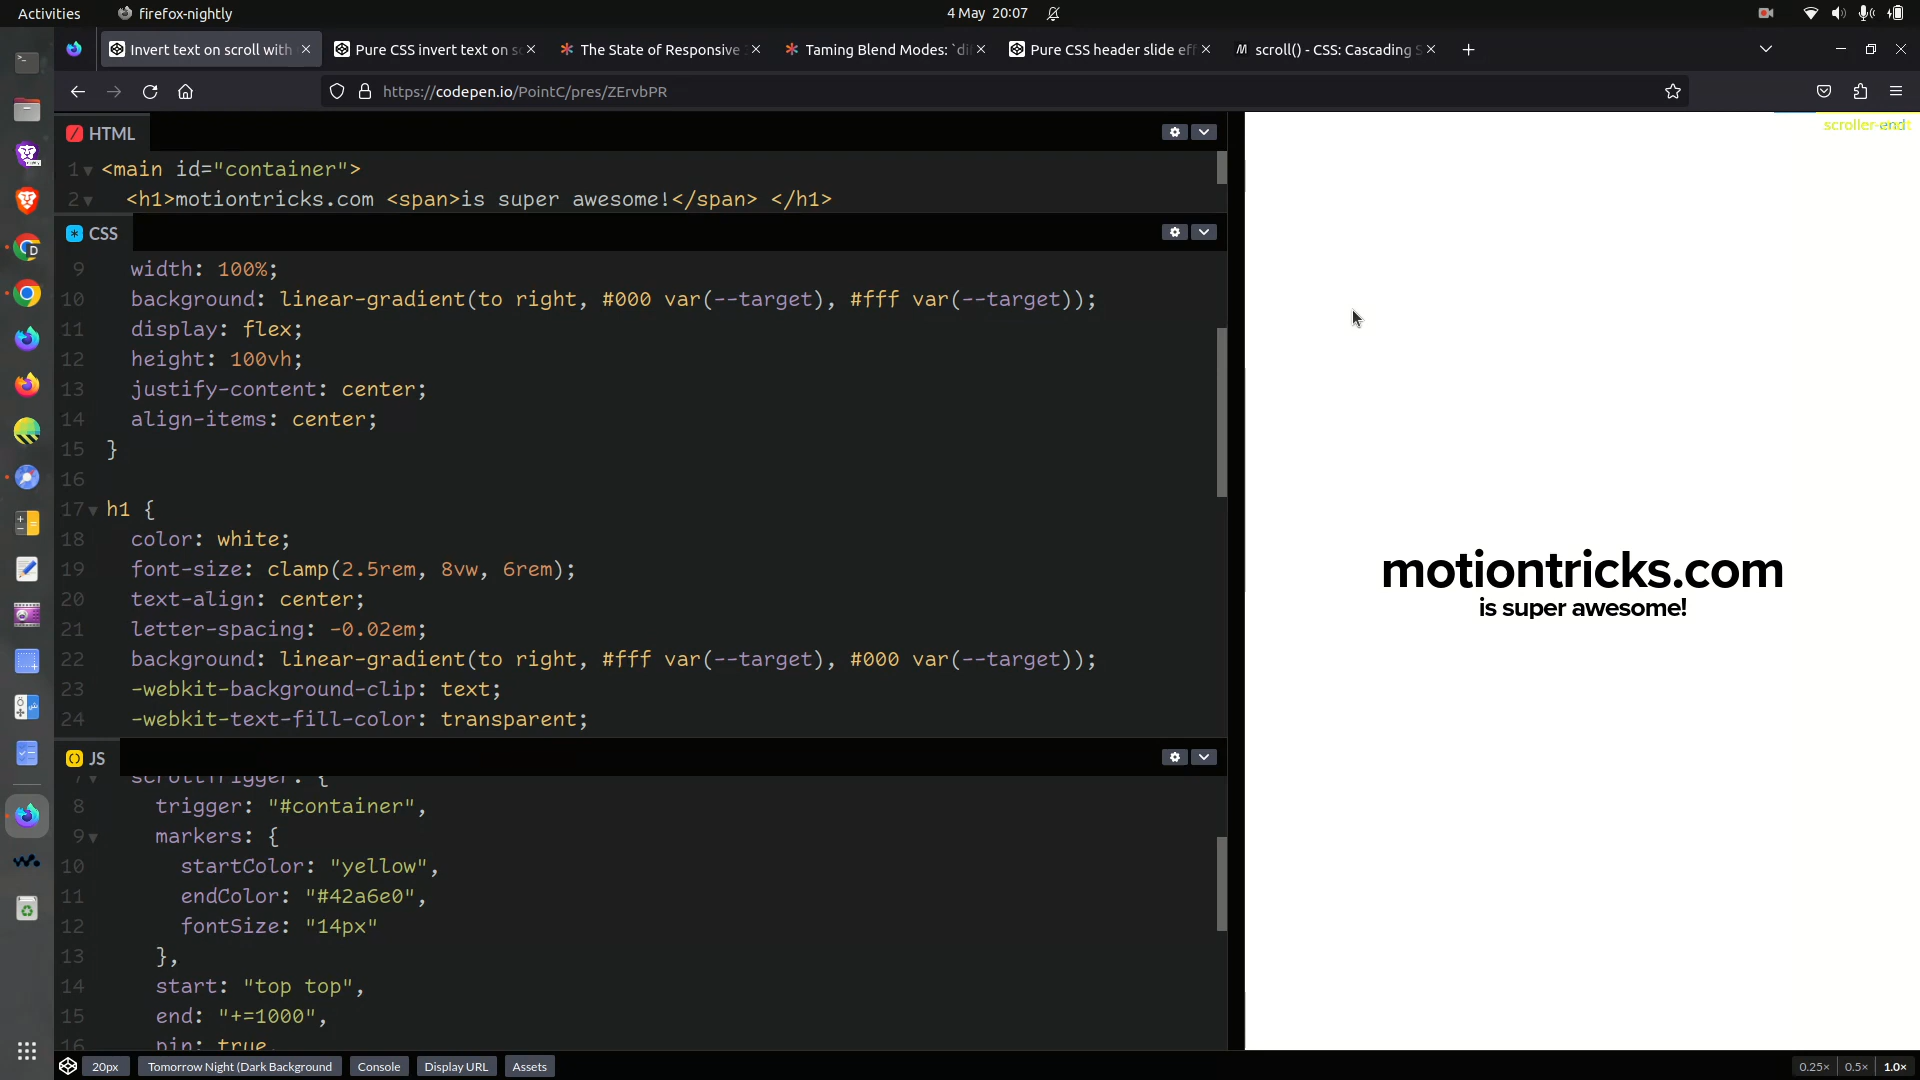 Activities
firefox-nightly
4 May 20:07
Invert text on scroll with
Pure CSS invert text on sc
The State of Responsive
Taming Blend Modes: `di
Pure CSS header slide eff
scroll() - CSS: Cascading S
https://codepen.io/PointC/pres/ZErvbPR
HTML
1 <main id="container">
2 <h1>motiontricks.com <span>is super awesome!</span> </h1>
CSS
9 width: 100%;
10 background: linear-gradient(to right, #000 var(--target), #fff var(--target));
11 display: flex;
12 height: 100vh;
13 justify-content: center;
14 align-items: center;
15 }
16
17 h1 {
18 color: white;
19 font-size: clamp(2.5rem, 8vw, 6rem);
20 text-align: center;
21 letter-spacing: -0.02em;
22 background: linear-gradient(to right, #fff var(--target), #000 var(--target));
23 -webkit-background-clip: text;
24 -webkit-text-fill-color: transparent;
JS
7 scrollTrigger: {
8 trigger: "#container",
9 markers: {
10 startColor: "yellow",
11 endColor: "#42a6e0",
12 fontSize: "14px"
13 },
14 start: "top top",
15 end: "+=1000",
16 pin: true,
20px
Tomorrow Night (Dark Background
Console
Display URL
Assets
0.25×
0.5×
1.0×
motiontricks.com
is super awesome!